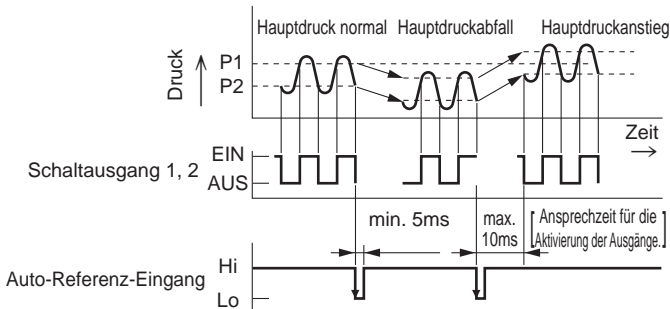 Hauptdruck normal
Hauptdruckabfall
Hauptdruckanstieg
Druck
P1
P2
Zeit
Schaltausgang 1, 2
EIN
AUS
min. 5ms
max.
10ms
[Ansprechzeit für die
Aktivierung der Ausgänge.]
Auto-Referenz-Eingang
Hi
Lo